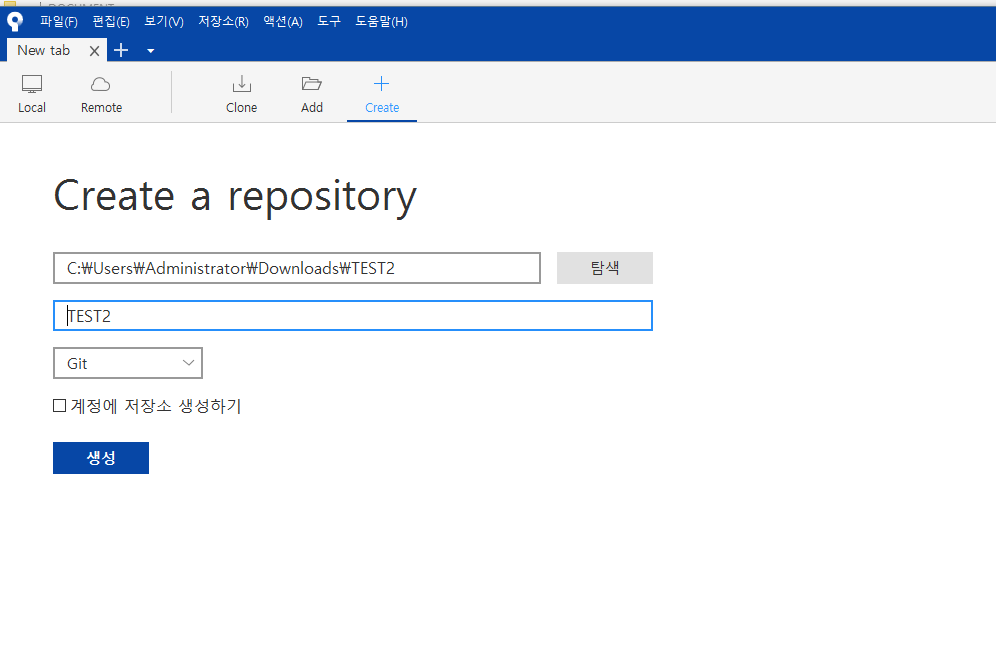 파일(F) 편집(E) 보기(V) 저장소(R) 액션(A) 도구 도움말(H)
New tab
Local Remote Clone Add Create
Create a repository
C:₩Users₩Administrator₩Downloads₩TEST2 탐색
TEST2
Git
계정에 저장소 생성하기
생성